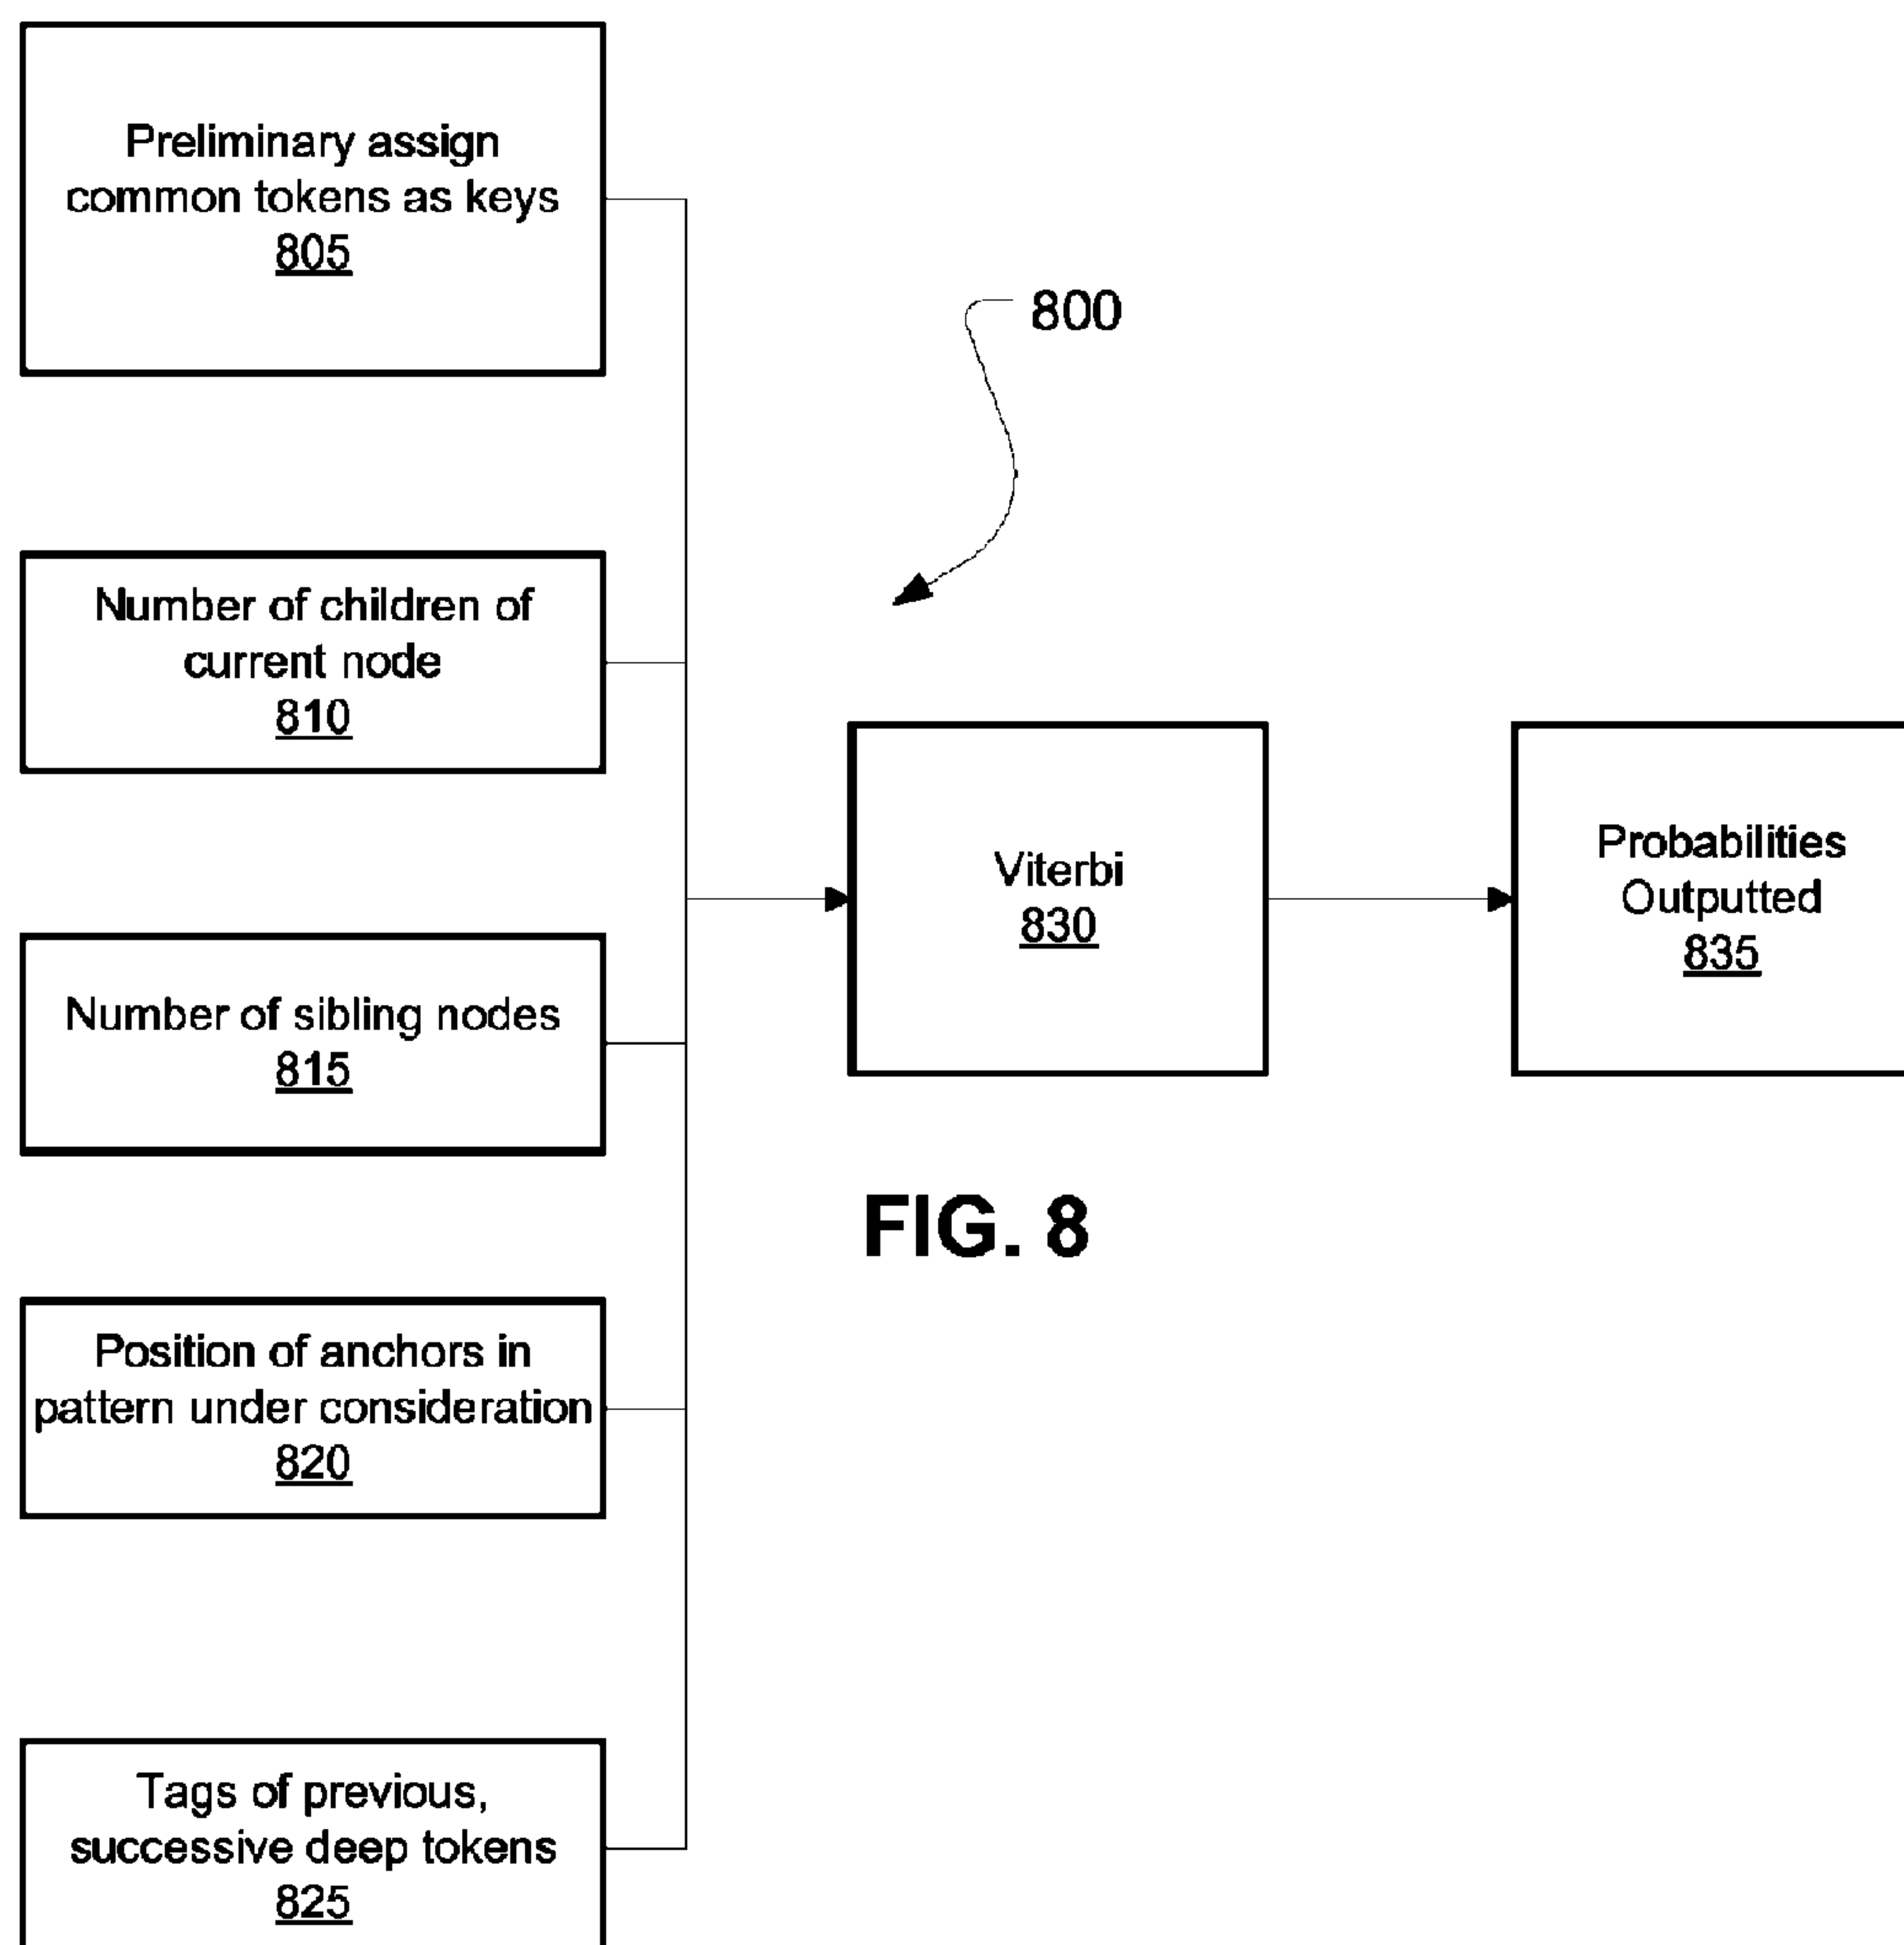 Preliminary assign
common tokens as keys
805
800
Number of children of
current node
810
Viterbi
830
Probabilities
Outputted
835
Number of sibling nodes
815
FIG. 8
Position of anchors in
pattern under consideration
820
Tags of previous,
successive deep tokens
825